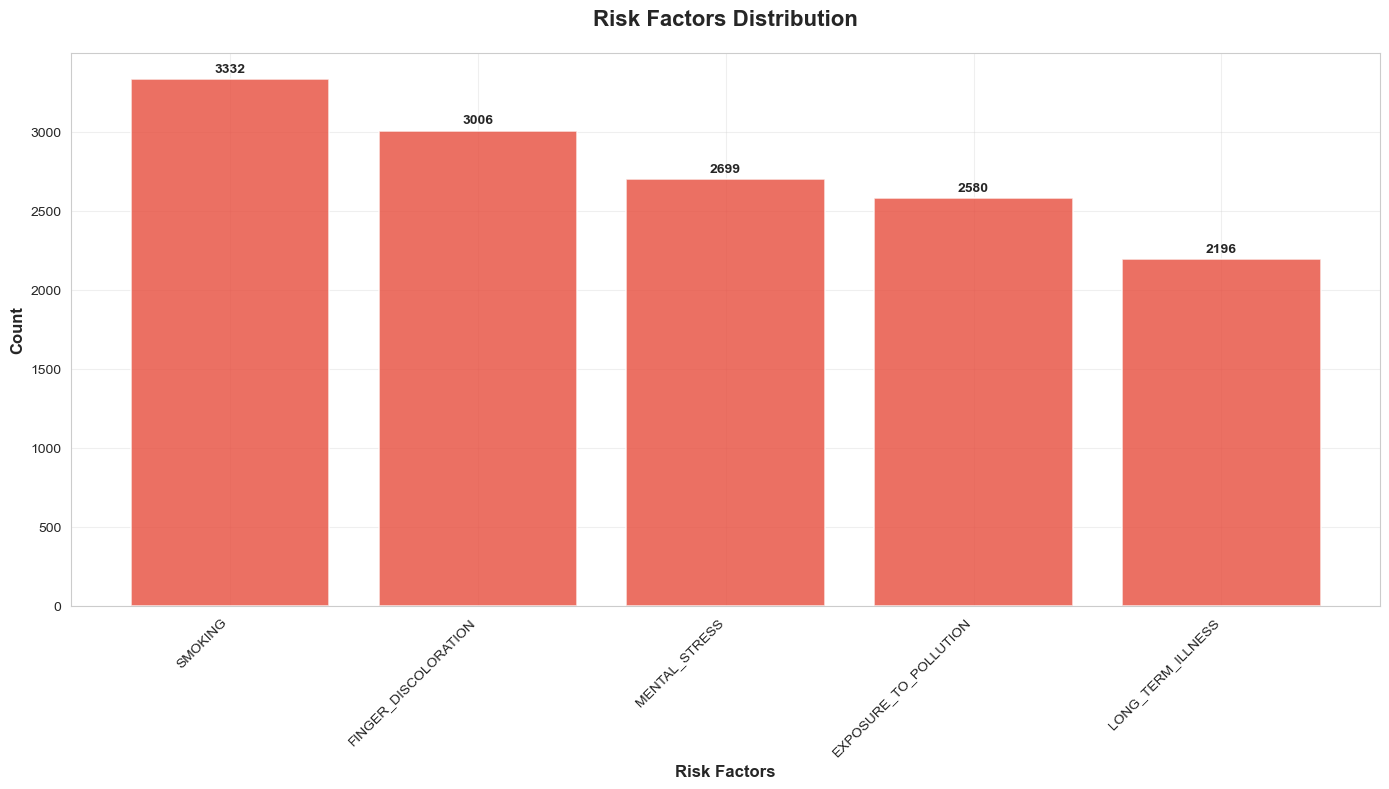 Risk Factors Distribution
3332
3006
2699
2580
2196
3000
2500
2000
1500
1000
500
0
Count
SMOKING
FINGER_DISCOLORATION
MENTAL_STRESS
EXPOSURE_TO_POLLUTION
LONG_TERM_ILLNESS
Risk Factors